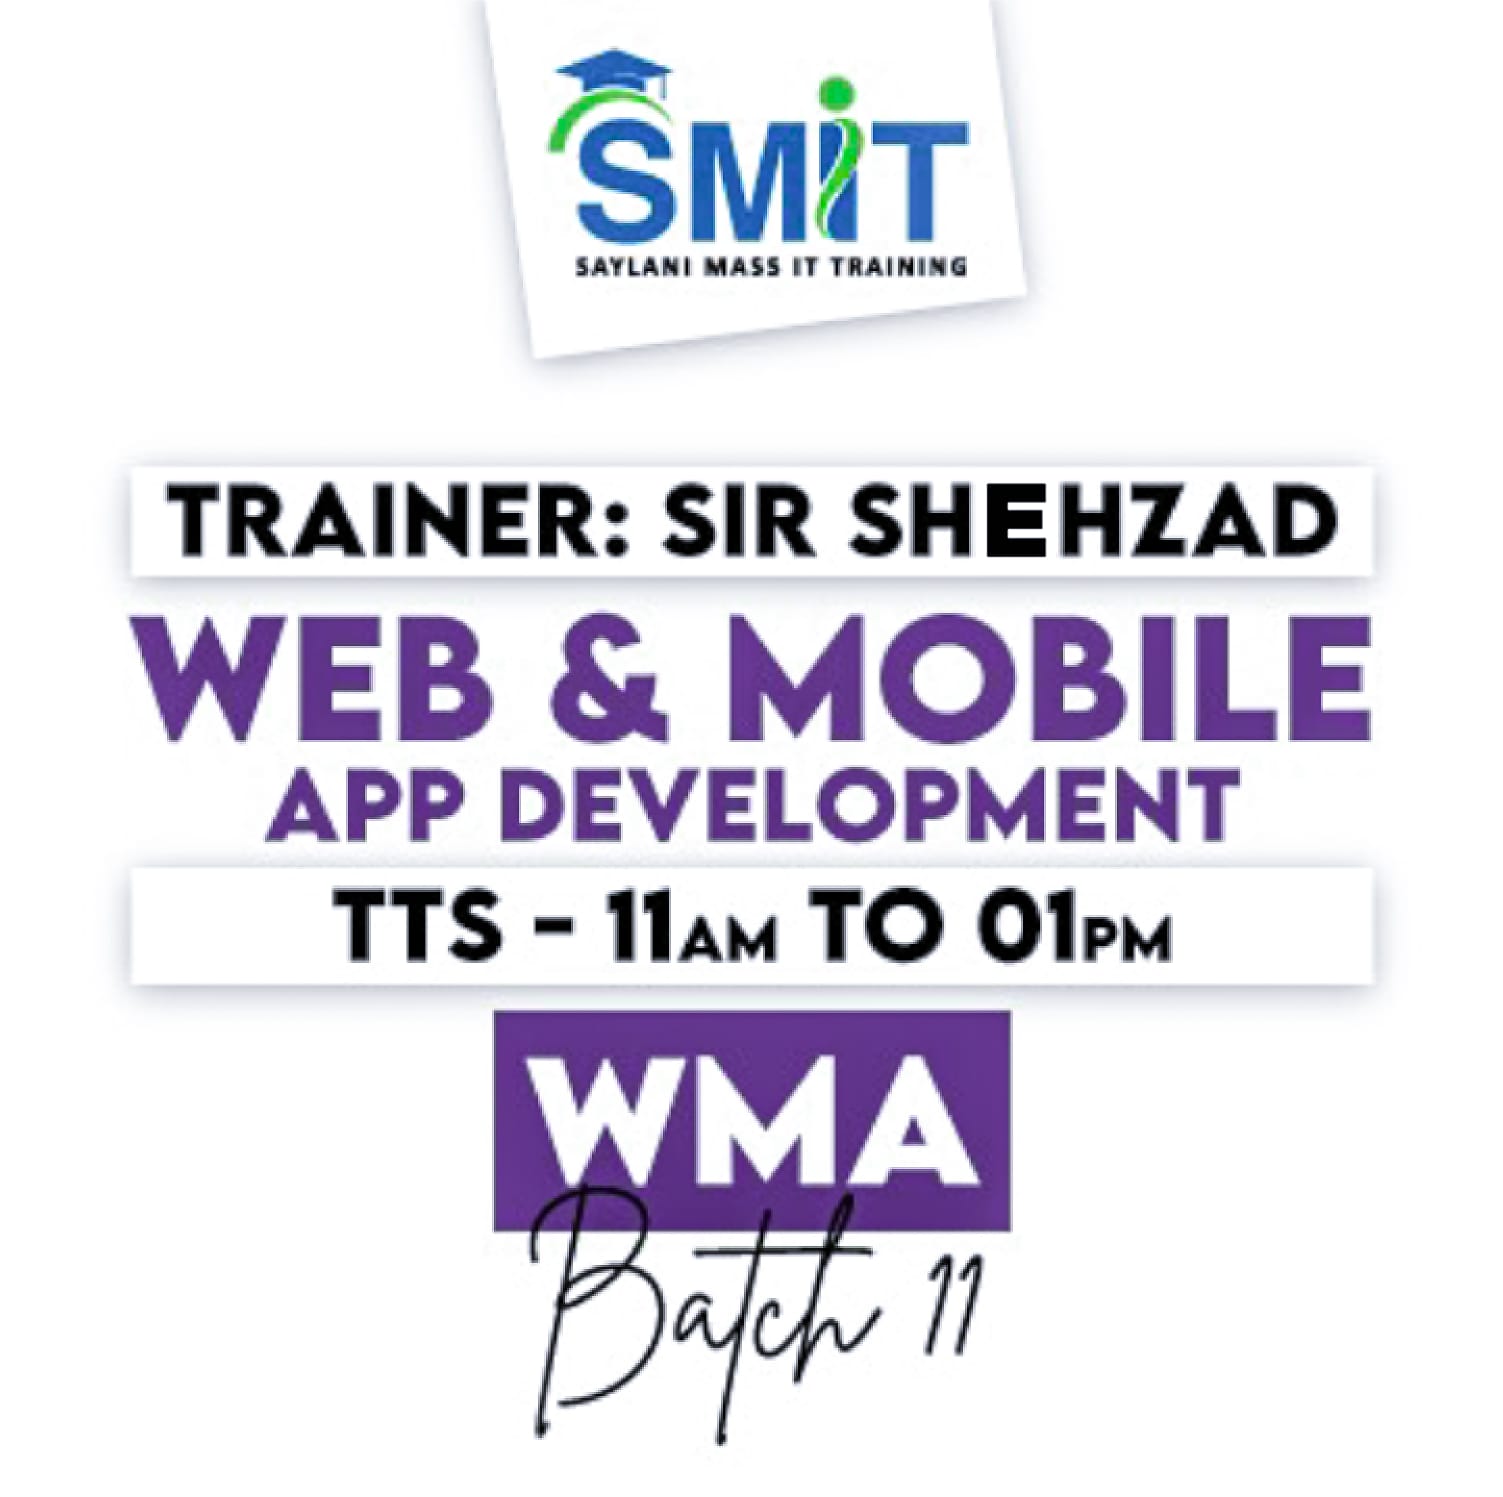 SMiT
SAYLANI MASS IT TRAINING
TRAINER: SIR SHEHZAD
WEB & MOBILE
APP DEVELOPMENT
TTS - 11AM TO 01PM
WMA
Batch 11